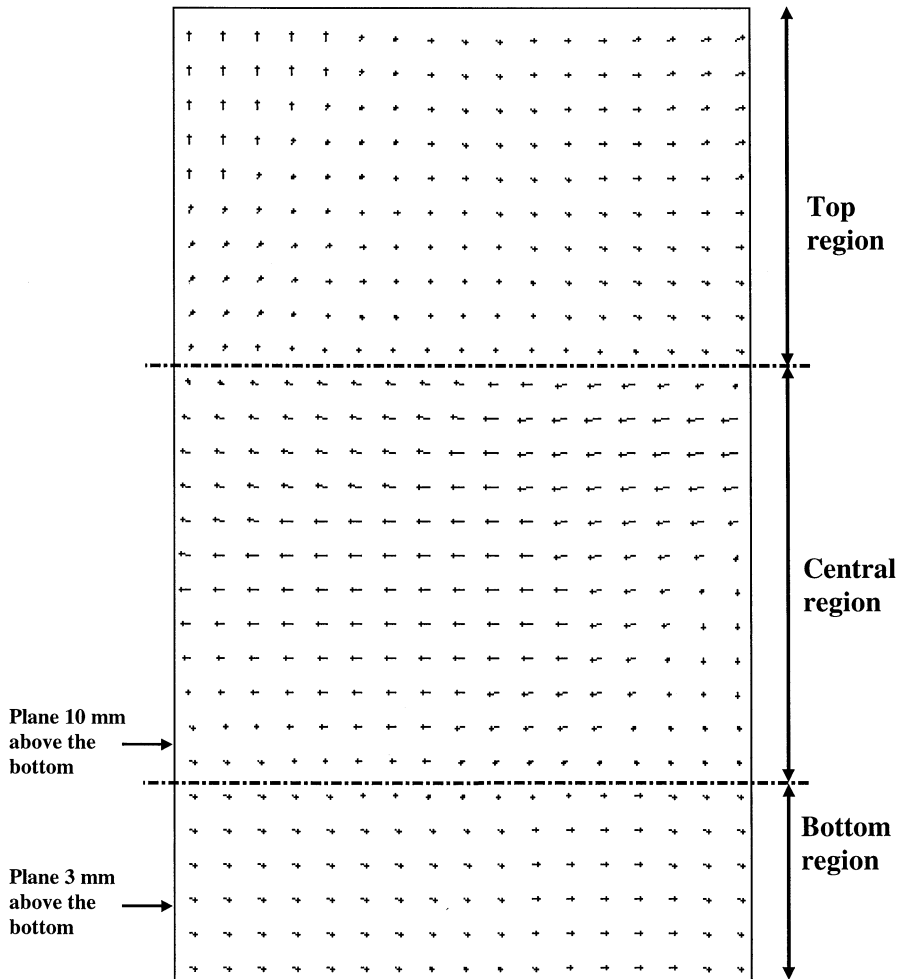 Top
region
Central
region
Plane 10 mm
above the
bottom
Bottom
region
Plane 3 mm
above the
bottom